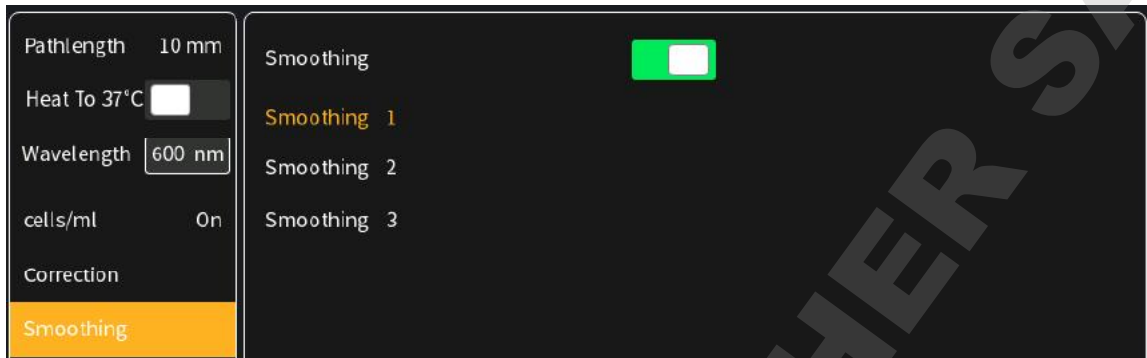 Pathlength 10 mm
Heat To 37°C
Wavelength 600 nm
cells/ml On
Correction
Smoothing
Smoothing
Smoothing 1
Smoothing 2
Smoothing 3
HER S